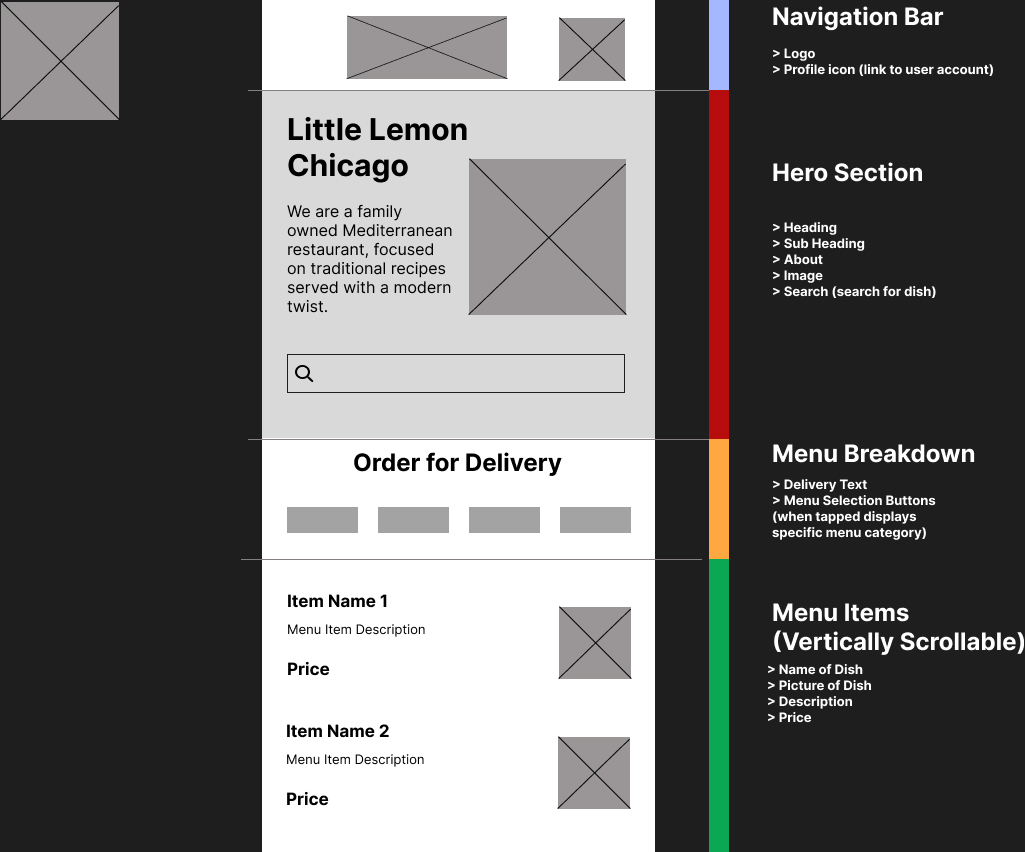 Navigation Bar
> Logo
> Profile icon (link to user account)
Little Lemon
Chicago
We are a family
owned Mediterranean
restaurant, focused
on traditional recipes
served with a modern
twist.
Hero Section
> Heading
> Sub Heading
> About
> Image
> Search (search for dish)
Order for Delivery
Menu Breakdown
> Delivery Text
> Menu Selection Buttons
(when tapped displays
specific menu category)
Item Name 1
Menu Item Description
Price
Item Name 2
Menu Item Description
Price
Menu Items
(Vertically Scrollable)
> Name of Dish
> Picture of Dish
> Description
> Price